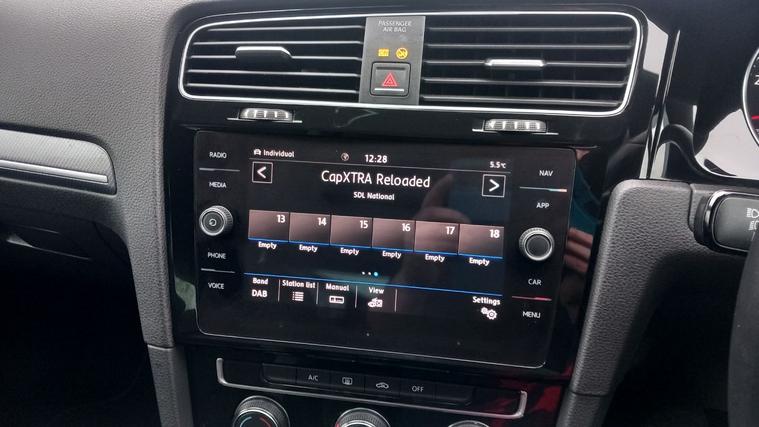 PASSENGER
AIR BAG
RADIO
MEDIA
PHONE
VOICE
Individual
12:28
5.5°C
<
CapXTRA Reloaded
>
SDL National
13 14 15 16 17 18
Empty Empty Empty Empty Empty Empty
Band Station list Manual View Settings
DAB
NAV
APP
CAR
MENU
A/C
OFF